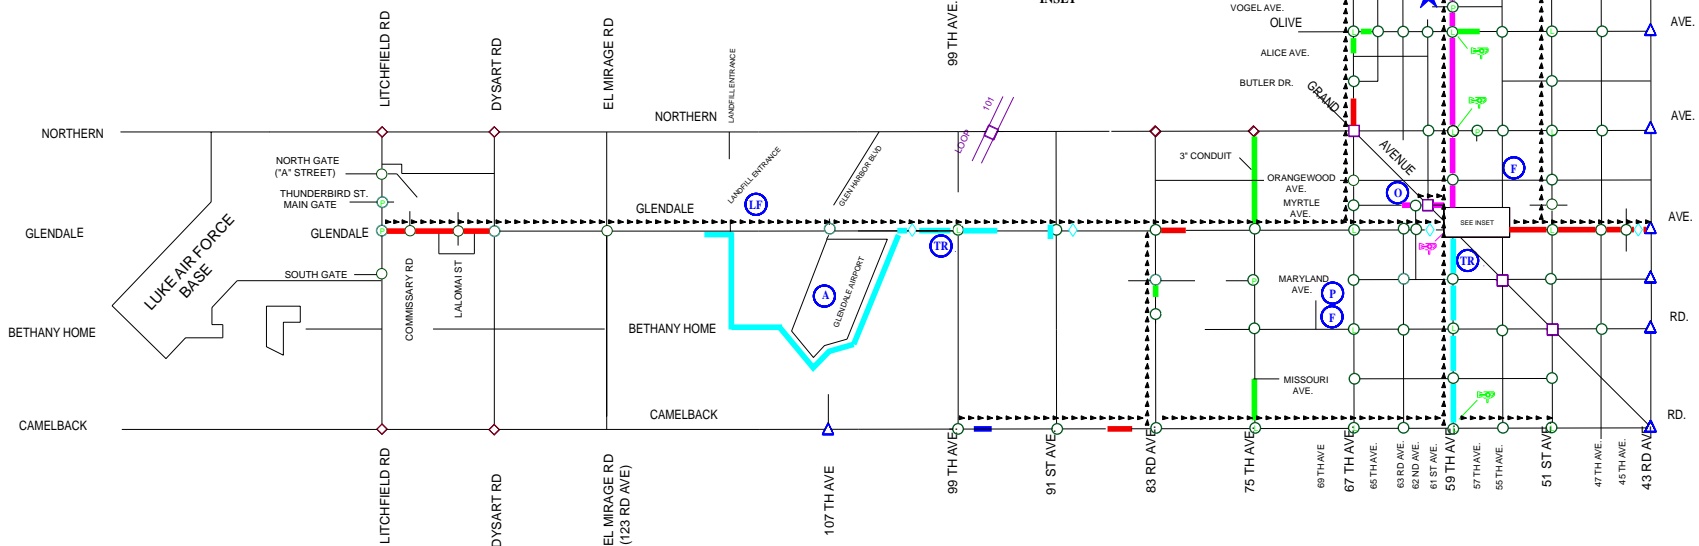 INSET
VOGEL AVE.
OLIVE
AVE.
ALICE AVE.
BUTLER DR.
LITCHFIELD RD
DYSART RD
EL MIRAGE RD
LANDFILL ENTRANCE
99 TH AVE.
101
LOOP
GRAND
AVENUE
NORTHERN
NORTHERN
AVE.
3" CONDUIT
NORTH GATE
("A" STREET)
THUNDERBIRD ST.
MAIN GATE
LANDFILL ENTRANCE
GLEN HARBOR BLVD
ORANGEWOOD
AVE.
MYRTLE
AVE.
LF
F
O
GLENDALE
GLENDALE
GLENDALE
AVE.
SEE INSET
P
P
L
L
L
L
L
P
P
P
L
L
L
L
L
TR
TR
LUKE AIR FORCE
BASE
SOUTH GATE
COMMISSARY RD
LALOMAI ST
A
GLENDALE AIRPORT
MARYLAND
AVE.
P
F
BETHANY HOME
BETHANY HOME
RD.
MISSOURI
AVE.
CAMELBACK
CAMELBACK
RD.
LITCHFIELD RD
DYSART RD
EL MIRAGE RD
(123 RD AVE)
107 TH AVE
99 TH AVE.
91 ST AVE.
83 RD AVE.
75 TH AVE.
69 TH AVE
67 TH AVE.
65 TH AVE.
63 RD AVE.
62 ND AVE.
61 ST AVE.
59 TH AVE.
57 TH AVE.
55 TH AVE.
51 ST AVE.
47 TH AVE.
45 TH AVE.
43 RD AV